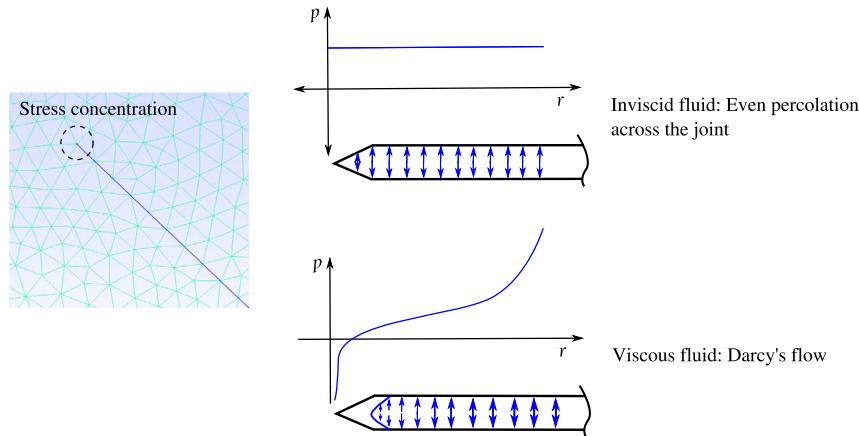 Stress concentration
p
r
Inviscid fluid: Even percolation
across the joint
p
r
Viscous fluid: Darcy's flow